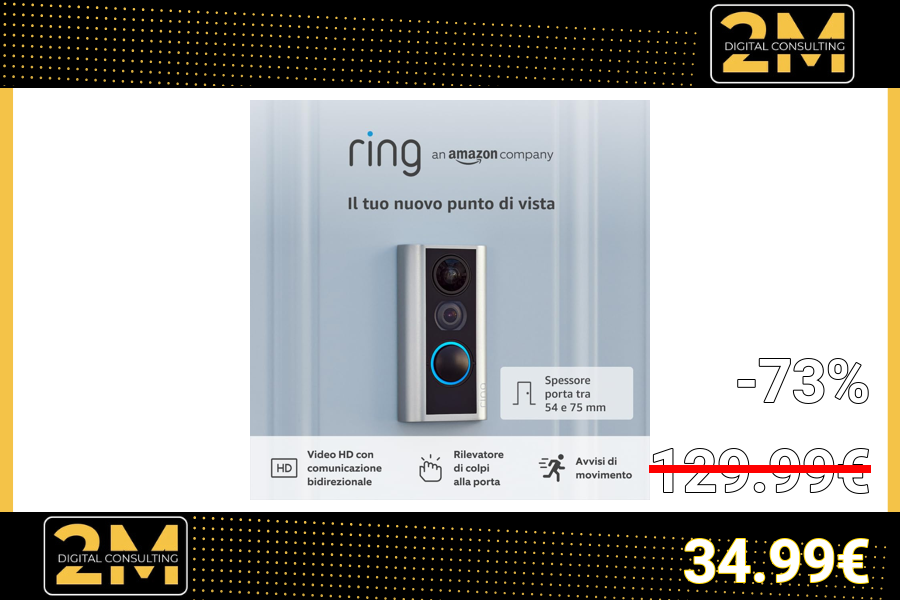 2M
DIGITAL CONSULTING
ring an amazon company
Il tuo nuovo punto di vista
ring
Spessore
porta tra
54 e 75 mm
-73%
HD
Video HD con
comunicazione
bidirezionale
Rilevatore
di colpi
alla porta
Avvisi di
movimento
129.99€
2M
DIGITAL CONSULTING
34.99€